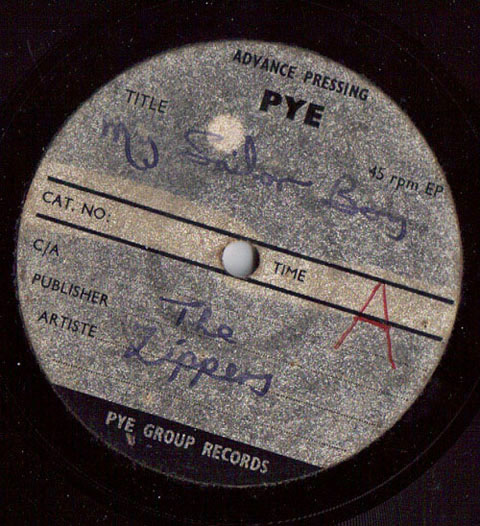 ADVANCE PRESSING
PYE
TITLE
My Sailor Boy
45 rpm EP
CAT. NO:
TIME
A
C/A
PUBLISHER
The
ARTISTE
Zippers
PYE GROUP RECORDS